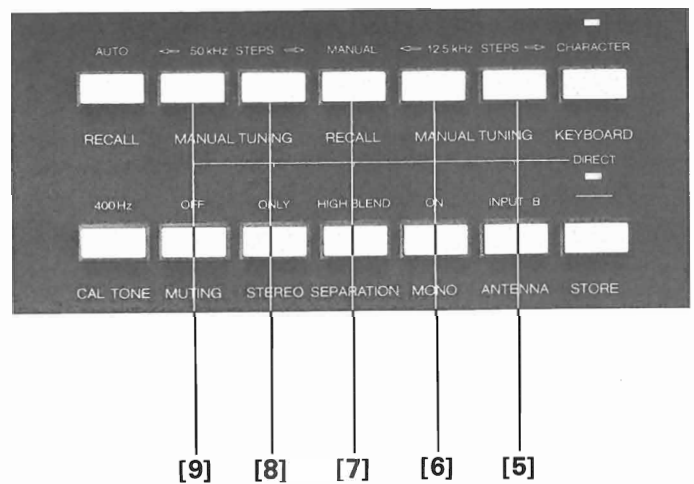 AUTO 50 kHz STEPS MANUAL 12.5 kHz STEPS CHARACTER
RECALL MANUAL TUNING RECALL MANUAL TUNING KEYBOARD
DIRECT
400 Hz OFF ONLY HIGH BLEND ON INPUT B
CAL TONE MUTING STEREO SEPARATION MONO ANTENNA STORE
[9] [8] [7] [6] [5]